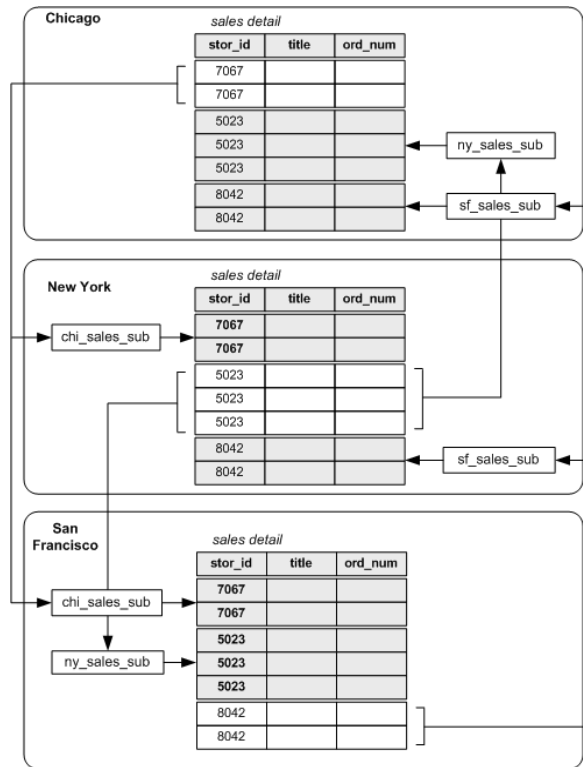 Chicago
sales detail
stor_id title ord_num
7067
7067
5023
5023
5023
8042
8042
ny_sales_sub
sf_sales_sub
New York
sales detail
stor_id title ord_num
chi_sales_sub
7067
7067
5023
5023
5023
8042
8042
sf_sales_sub
San
Francisco
sales detail
stor_id title ord_num
chi_sales_sub
ny_sales_sub
7067
7067
5023
5023
5023
8042
8042